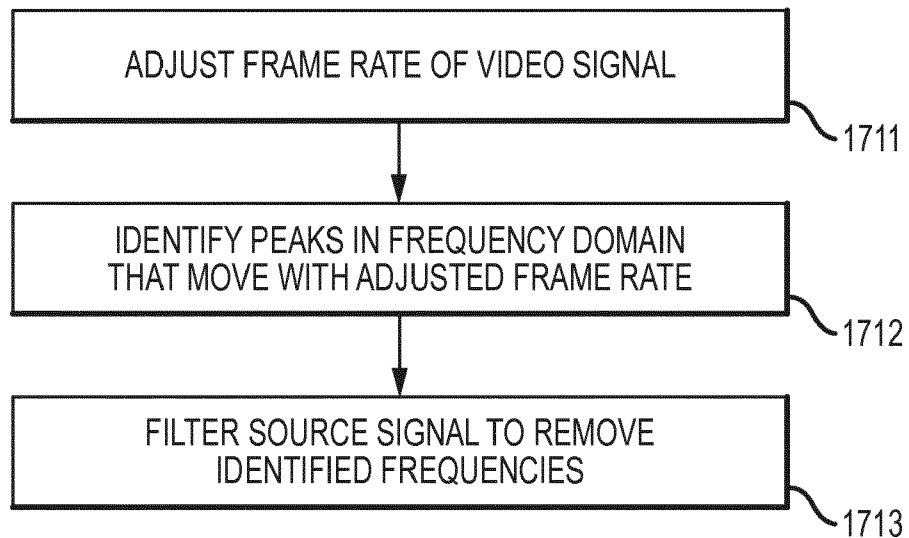 ADJUST FRAME RATE OF VIDEO SIGNAL
1711
IDENTIFY PEAKS IN FREQUENCY DOMAIN
THAT MOVE WITH ADJUSTED FRAME RATE
1712
FILTER SOURCE SIGNAL TO REMOVE
IDENTIFIED FREQUENCIES
1713